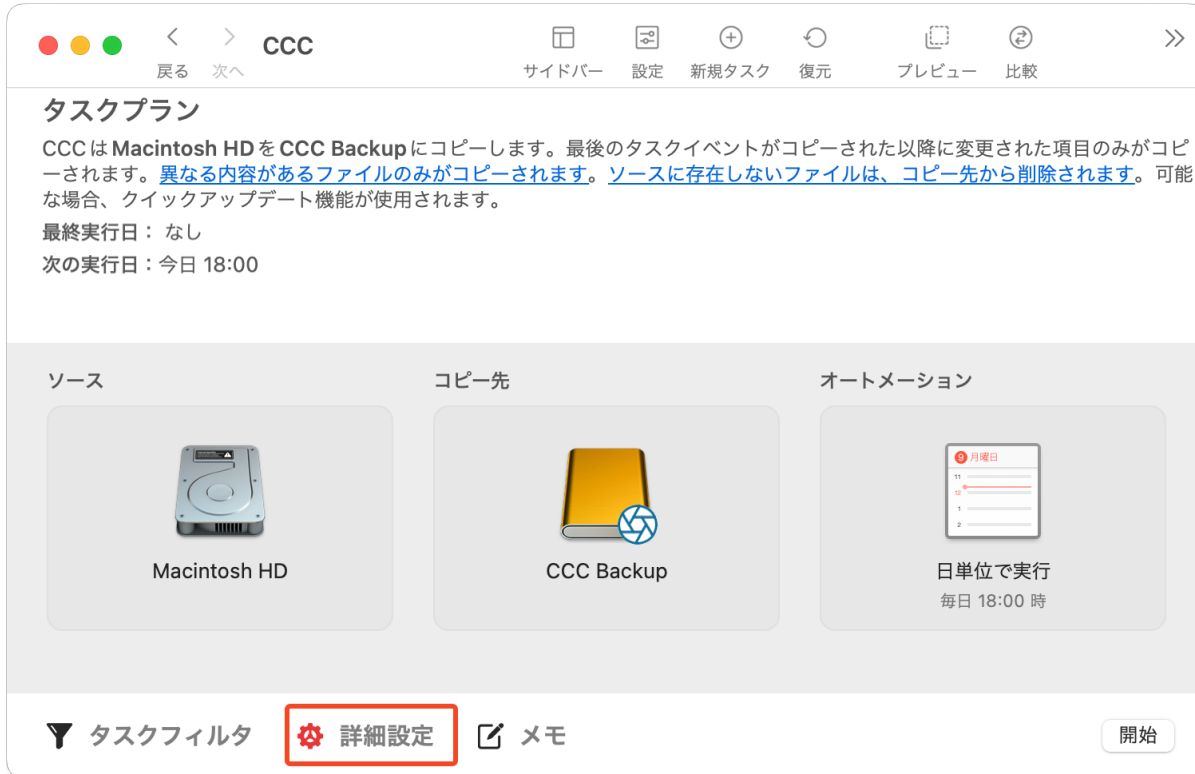 CCC
戻る
次へ
サイドバー
設定
新規タスク
復元
プレビュー
比較
タスクプラン
CCC は Macintosh HD を CCC Backup にコピーします。最後のタスクイベントがコピーされた以降に変更された項目のみがコピ
ーされます。異なる内容があるファイルのみがコピーされます。ソースに存在しないファイルは、コピー先から削除されます。可能
な場合、クイックアップデート機能が使用されます。
最終実行日： なし
次の実行日：今日 18:00
ソース
コピー先
オートメーション
Macintosh HD
CCC Backup
9 月曜日
11
12
1
2
日単位で実行
毎日 18:00 時
タスクフィルタ
詳細設定
メモ
開始